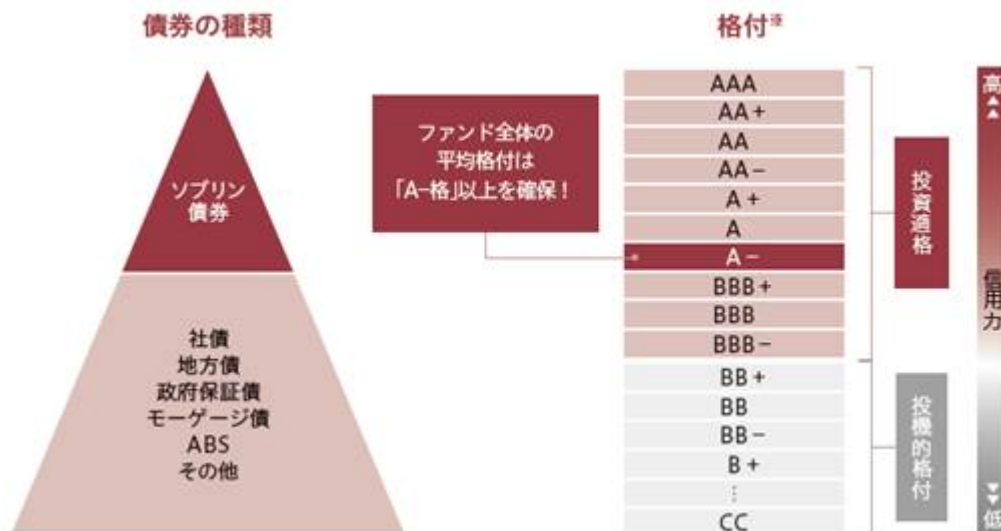 債券の種類
ソブリン
債券
社債
地方債
政府保証債
モーゲージ債
ABS
その他
ファンド全体の
平均格付は
「A-格」以上を確保！
格付※
AAA
AA+
AA
AA-
A+
A
A-
BBB+
BBB
BBB-
BB+
BB
BB-
B+
⋮
CC
投資適格
投機的格付
高
信用力
低